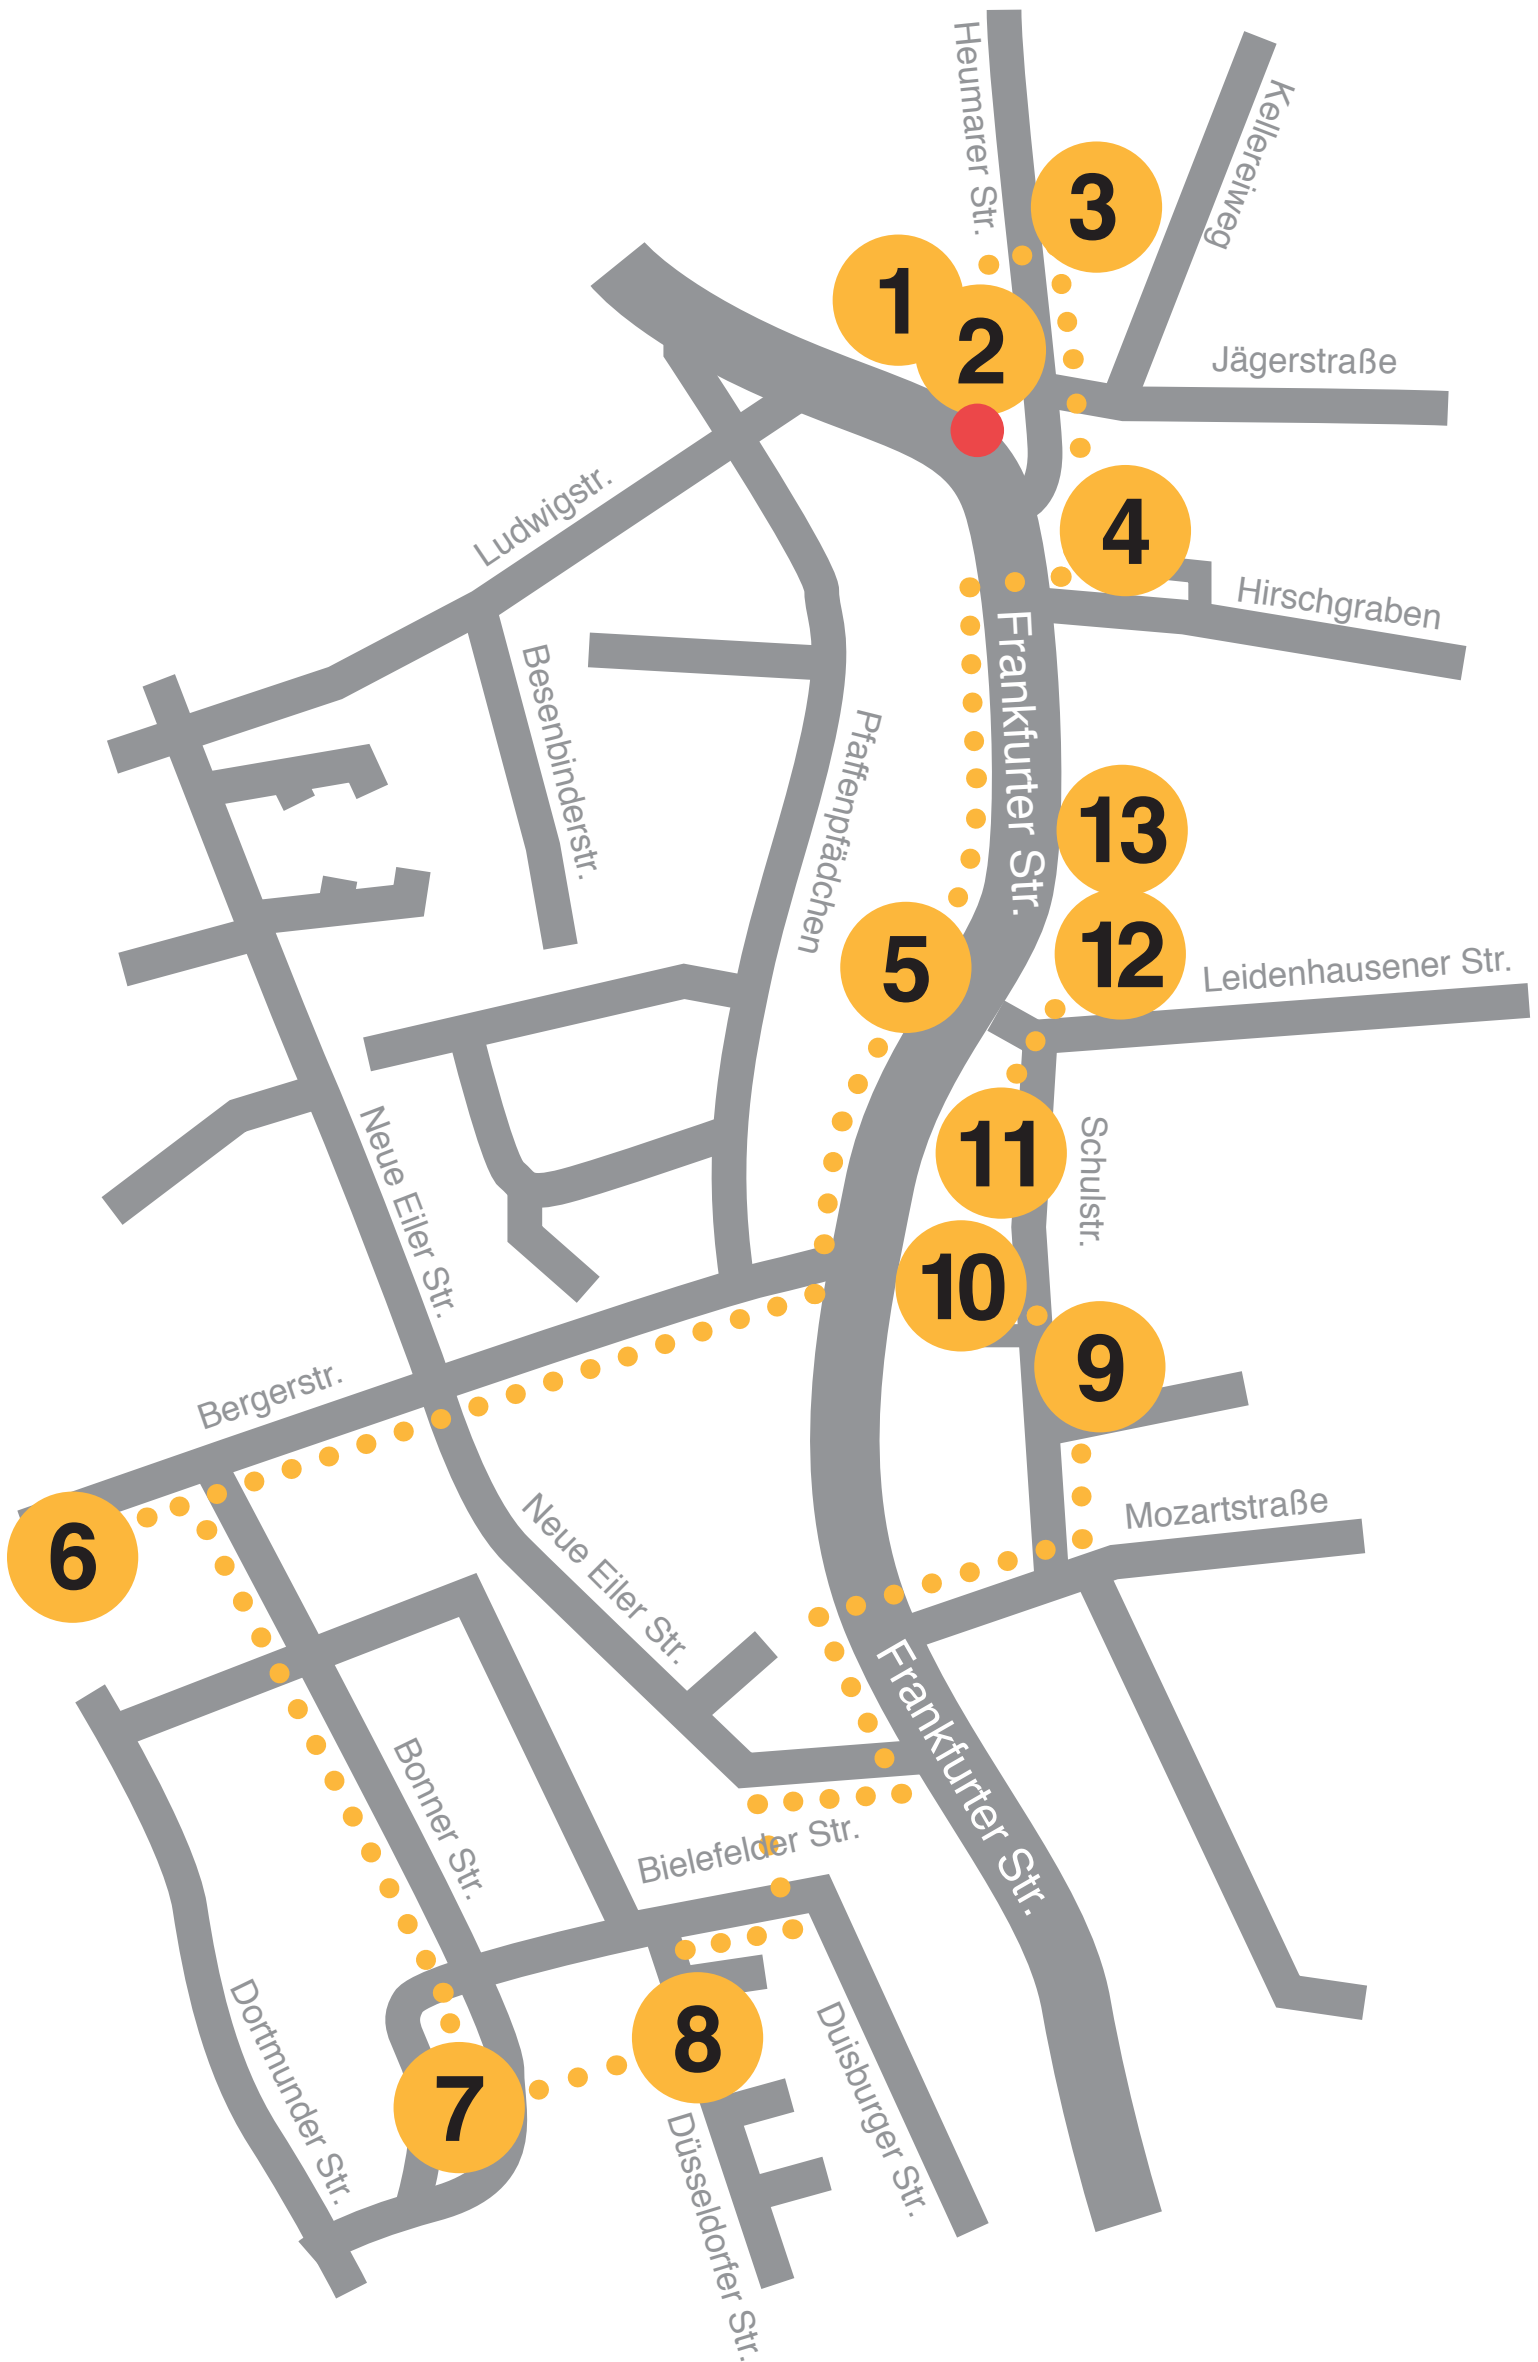 Heumarer Str.
Kellereiweg
3
1
2
Jägerstraße
Ludwigstr.
4
Hirschgraben
Frankfurter Str.
Besenbinderstr.
Pfaffenpfädchen
13
12
5
Leidenhausener Str.
Neue Eiler Str.
11
Schulstr.
10
9
Bergerstr.
6
Neue Eiler Str.
Mozartstraße
Frankfurter Str.
Bonner Str.
Bielefelder Str.
Dortmunder Str.
8
7
Duisburger Str.
Düsseldorfer Str.